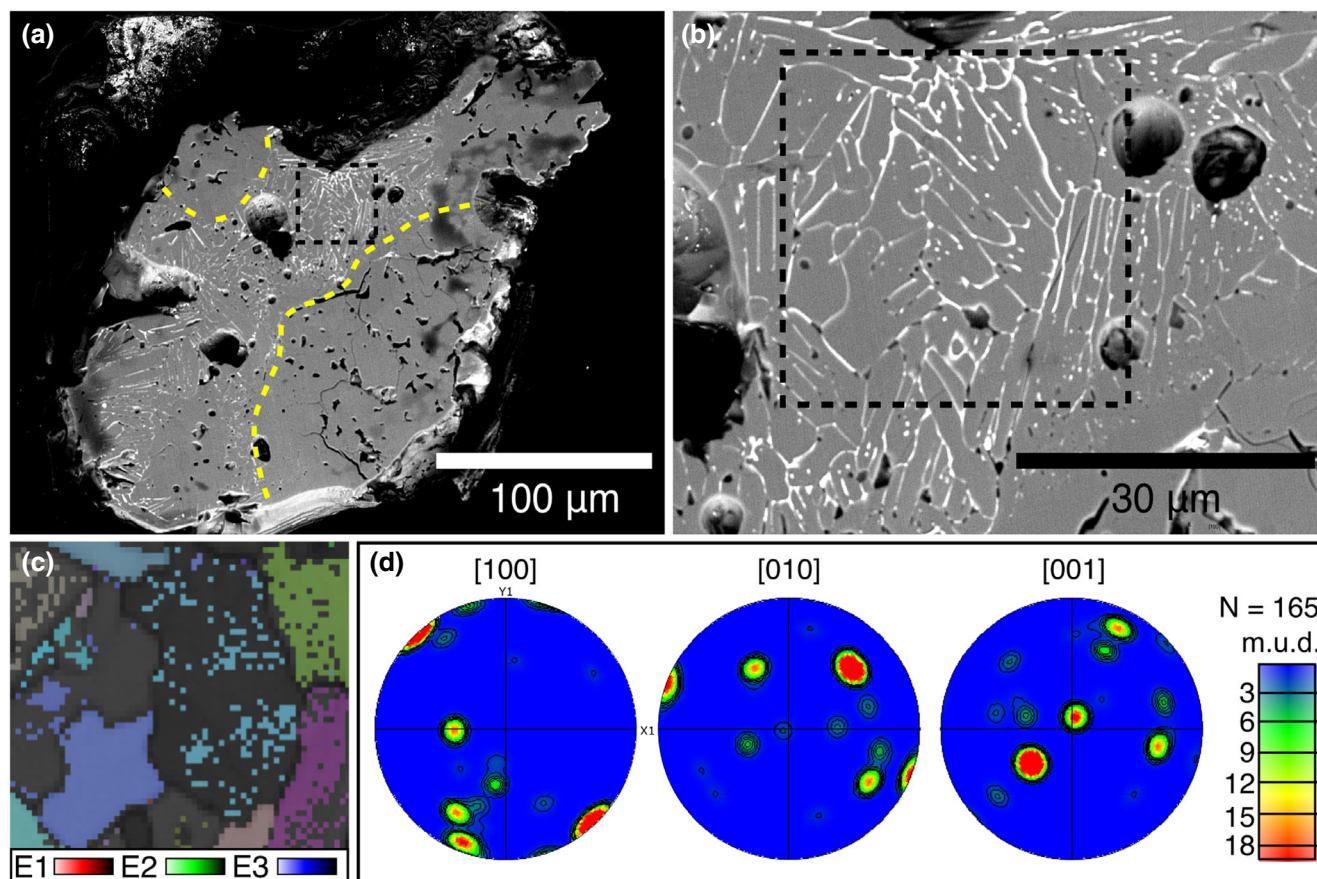 (a)
100 µm
(b)
30 µm
(c)
E1 E2 E3
(d)
[100] [010] [001]
Y1
X1
N = 165
m.u.d.
3
6
9
12
15
18